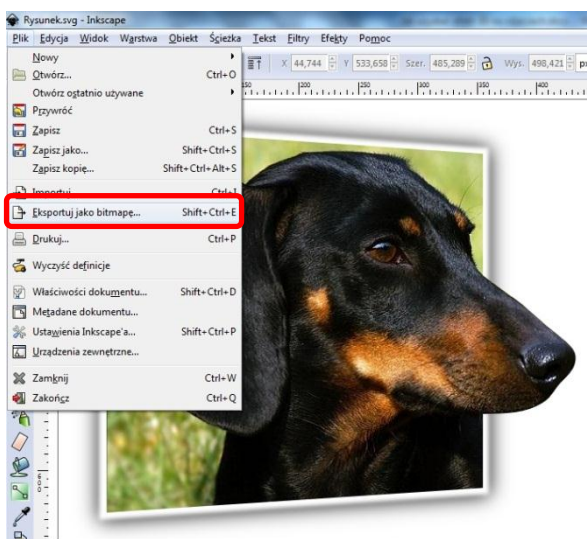 Rysunek.svg - Inkscape
Plik Edycja Widok Warstwa Obiekt Ścieżka Tekst Filtry Efekty Pomoc
X 44,744 Y 533,658 Szer. 485,289 Wys. 498,421
Nowy
Otwórz... Ctrl+O
Otwórz ostatnio używane
Przywróć
Zapisz Ctrl+S
Zapisz jako... Shift+Ctrl+S
Zapisz kopię... Shift+Ctrl+Alt+S
Importuj... Ctrl+I
Eksportuj jako bitmapę... Shift+Ctrl+E
Drukuj... Ctrl+P
Wyczyść definicje
Właściwości dokumentu... Shift+Ctrl+D
Metadane dokumentu...
Ustawienia Inkscape'a... Shift+Ctrl+P
Urządzenia zewnętrzne...
Zamknij Ctrl+W
Zakończ Ctrl+Q